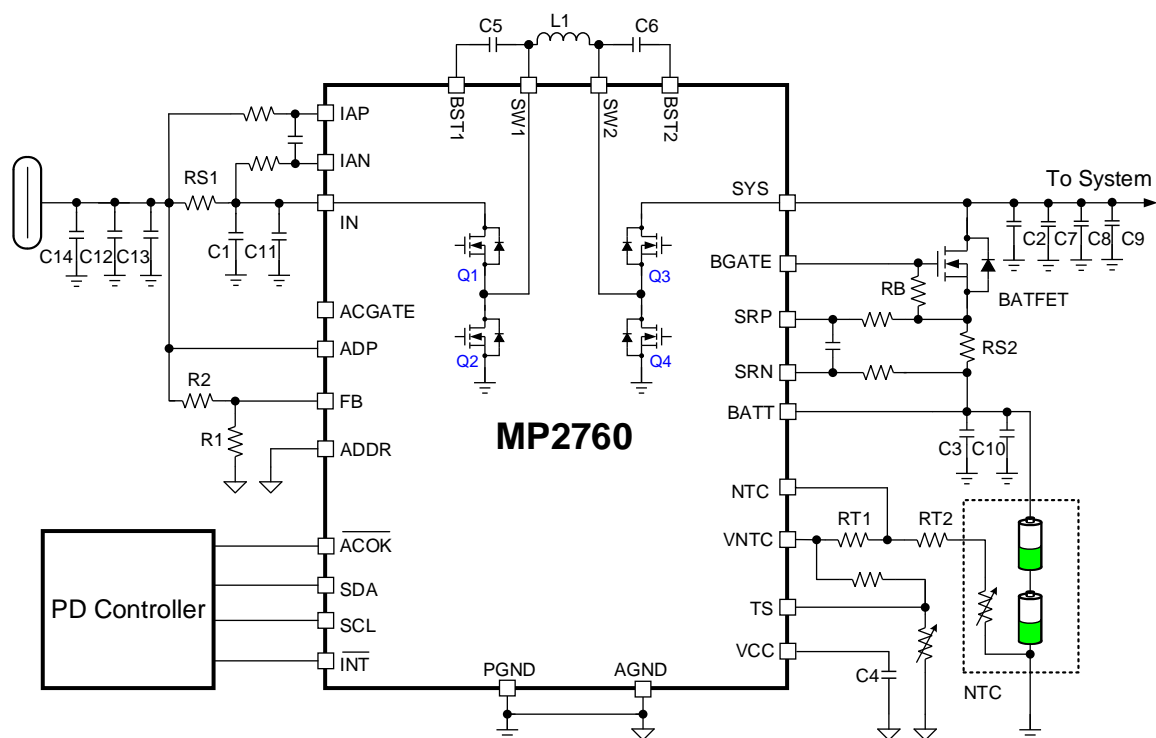 C5
L1
C6
BST1
SW1
SW2
BST2
IAP
IAN
RS1
IN
C14
C12
C13
C1
C11
Q1
Q2
Q3
Q4
SYS
To System
C2
C7
C8
C9
BGATE
RB
BATFET
ACGATE
SRP
ADP
RS2
SRN
R2
FB
BATT
R1
MP2760
ADDR
C3
C10
NTC
RT1
RT2
ACOK
VNTC
PD Controller
SDA
TS
SCL
VCC
INT
C4
PGND
AGND
NTC